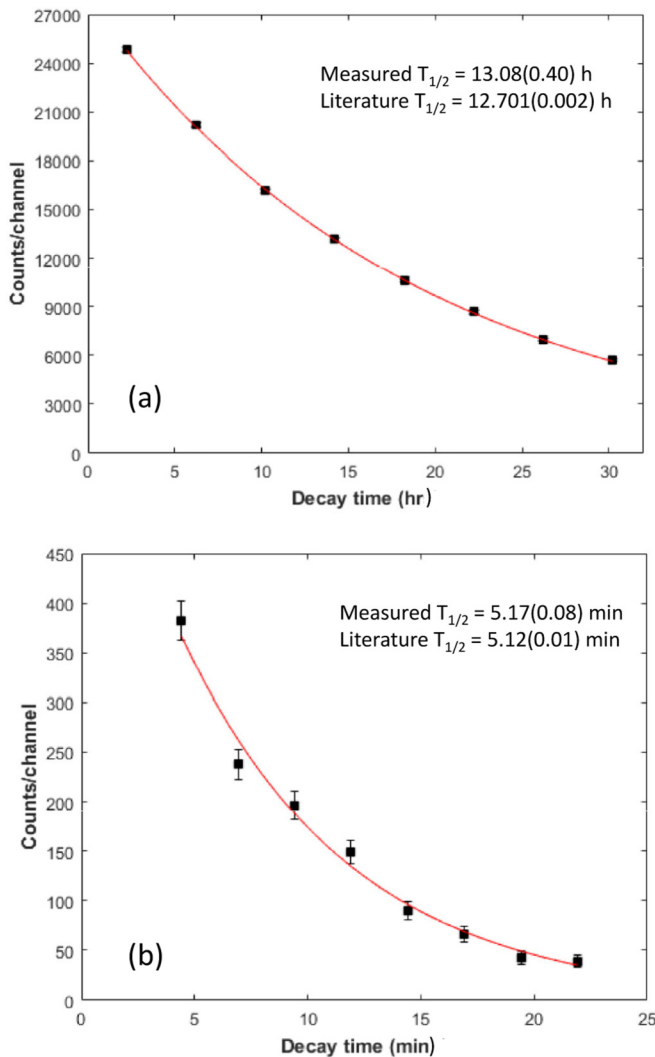 27000
24000
21000
18000
15000
12000
9000
6000
3000
0
Counts/channel
Measured T1/2 = 13.08(0.40) h
Literature T1/2 = 12.701(0.002) h
(a)
0 5 10 15 20 25 30
Decay time (hr)
450
400
350
300
250
200
150
100
50
0
Counts/channel
Measured T1/2 = 5.17(0.08) min
Literature T1/2 = 5.12(0.01) min
(b)
5 10 15 20 25
Decay time (min)